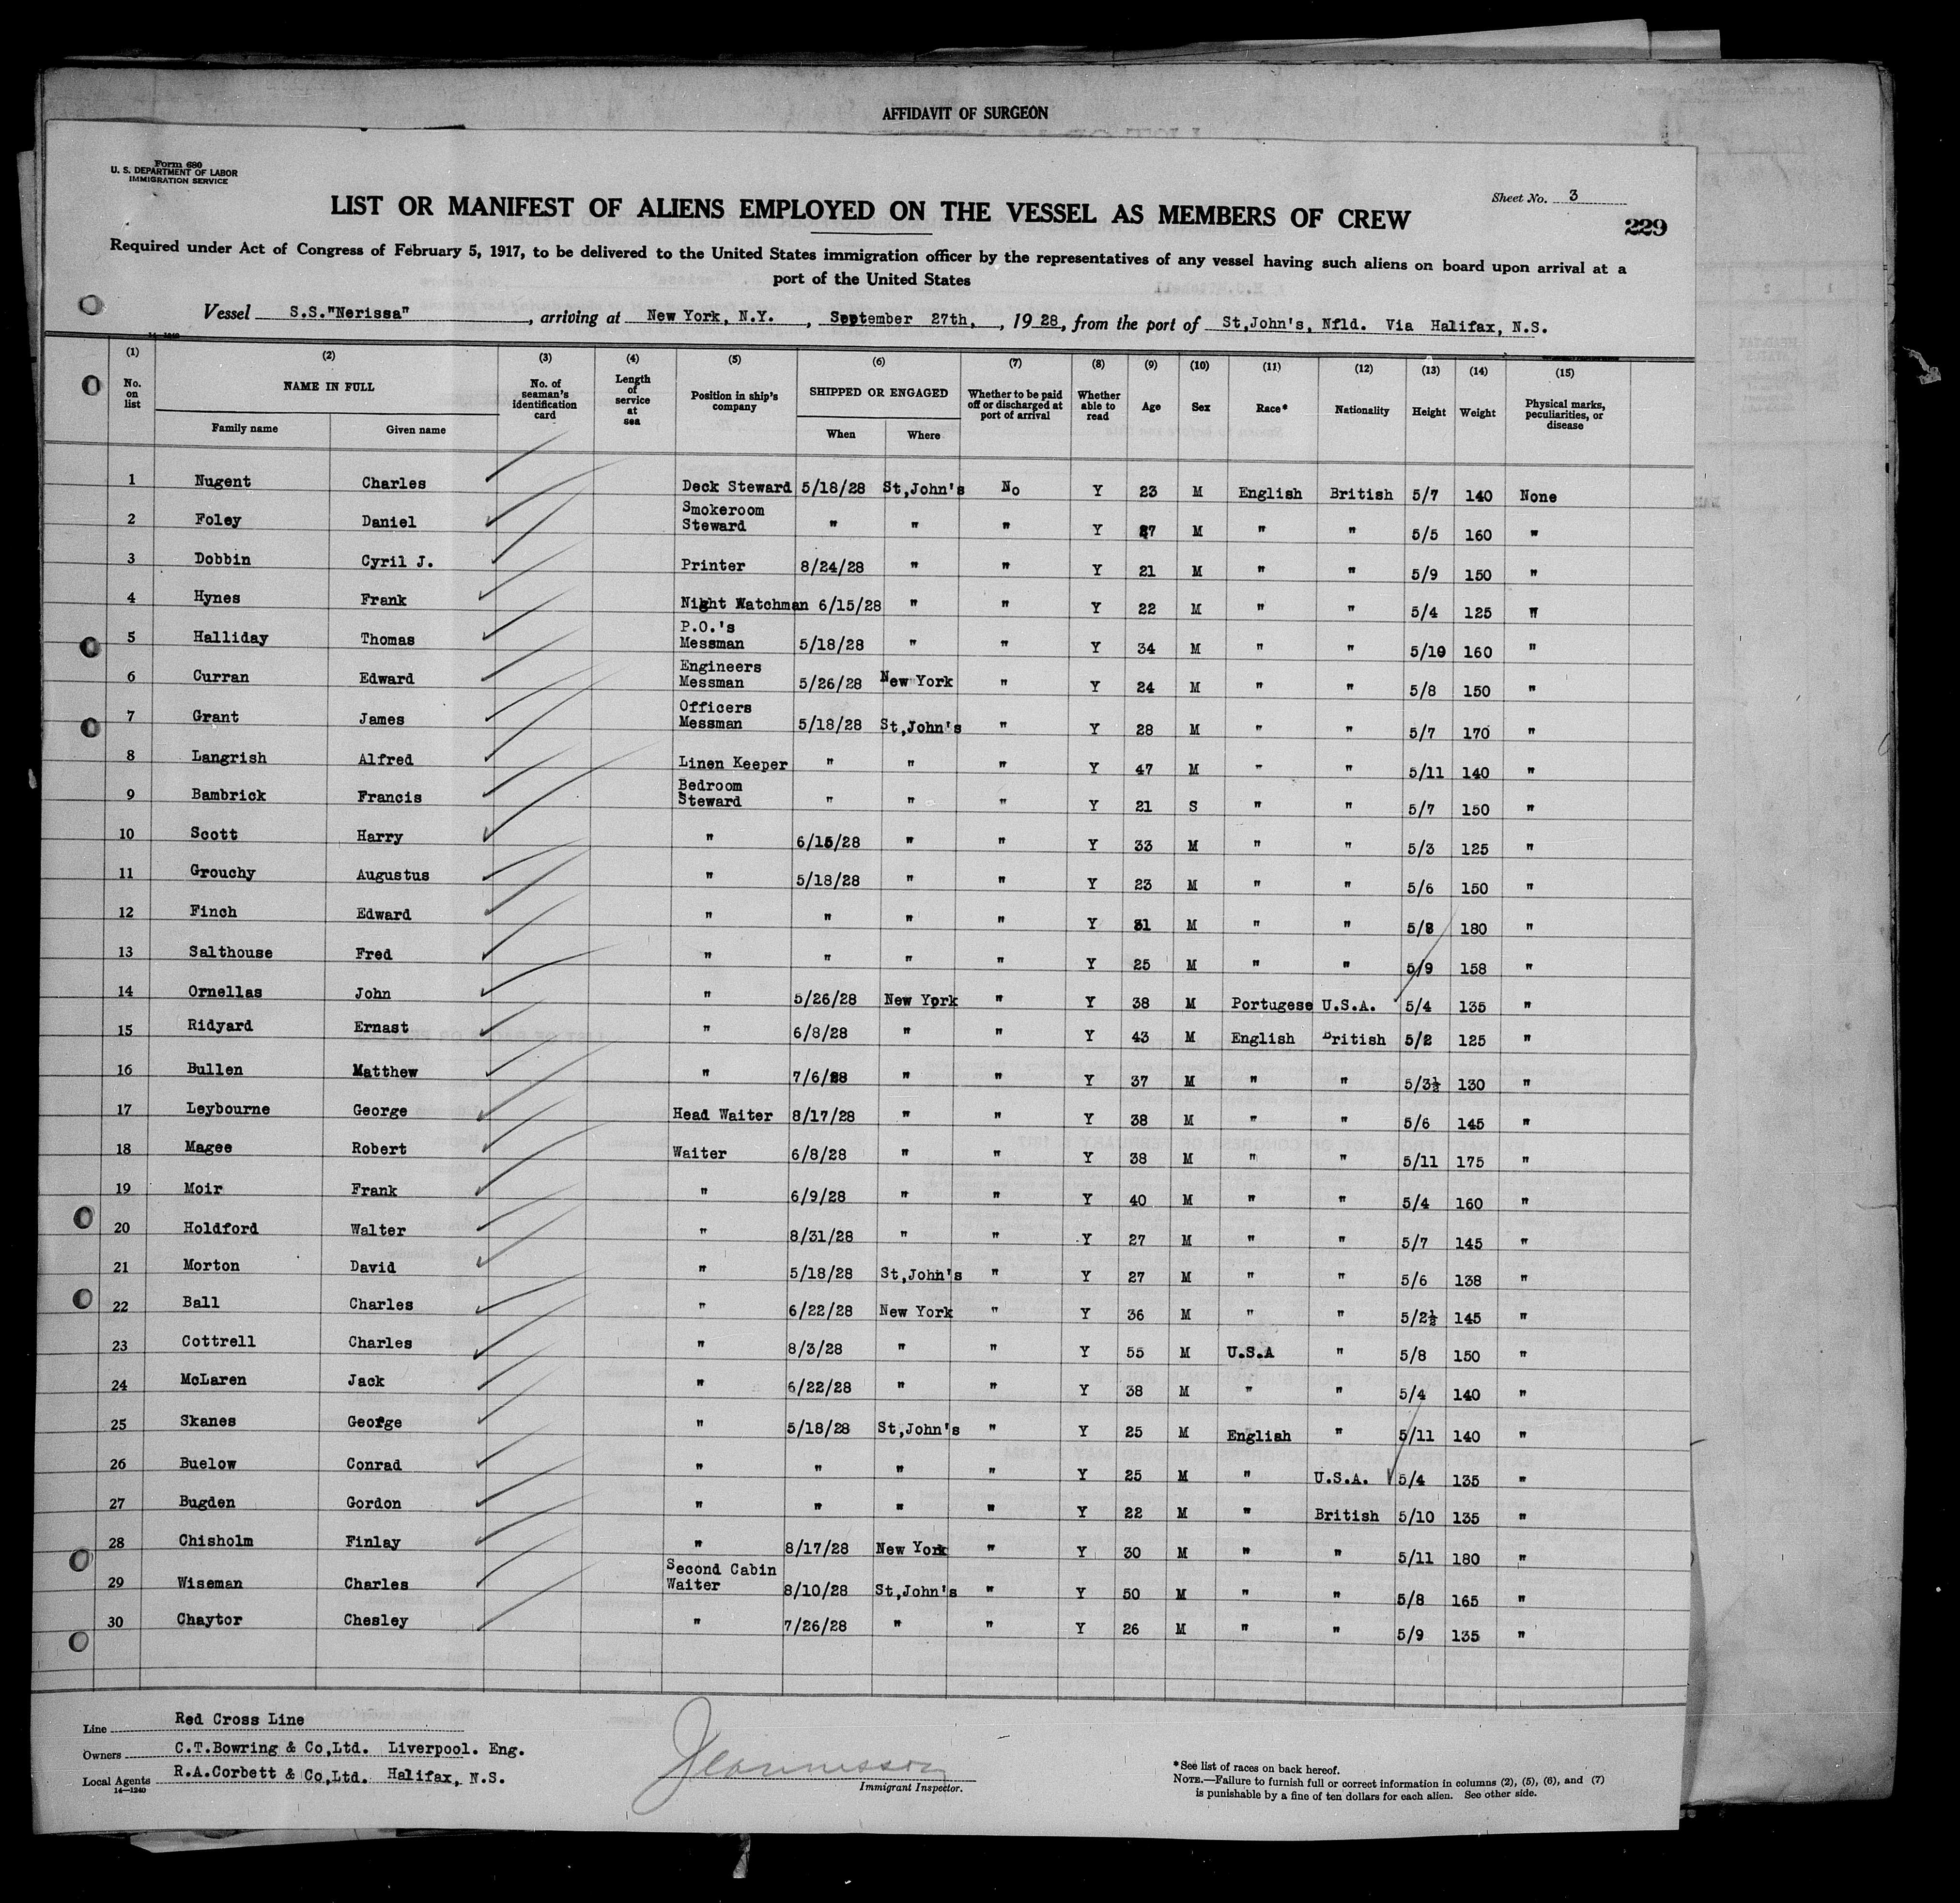 AFFIDAVIT OF SURGEON
Form 680
U. S. DEPARTMENT OF LABOR
IMMIGRATION SERVICE
Sheet No. 3
LIST OR MANIFEST OF ALIENS EMPLOYED ON THE VESSEL AS MEMBERS OF CREW
229
Required under Act of Congress of February 5, 1917, to be delivered to the United States immigration officer by the representatives of any vessel having such aliens on board upon arrival at a
port of the United States
Vessel S.S."Nerissa", arriving at New York, N.Y., September 27th, , 19 28, from the port of St,John's, Nfld. Via Halifax, N.S.
14-1240
(1) (2) (3) (4) (5) (6) (7) (8) (9) (10) (11) (12) (13) (14) (15)
No. on list NAME IN FULL Family name Given name No. of seaman's identification card Length of service at sea Position in ship's company SHIPPED OR ENGAGED When Where Whether to be paid off or discharged at port of arrival Whether able to read Age Sex Race* Nationality Height Weight Physical marks, peculiarities, or disease
1 Nugent Charles Deck Steward 5/18/28 St,John's No Y 23 M English British 5/7 140 None
2 Foley Daniel Smokeroom Steward " " " Y 27 M " " 5/5 160 "
3 Dobbin Cyril J. Printer 8/24/28 " " Y 21 M " " 5/9 150 "
4 Hynes Frank Night Watchman 6/15/28 " " Y 22 M " " 5/4 125 "
5 Halliday Thomas P.O.'s Messman 5/18/28 " " Y 34 M " " 5/10 160 "
6 Curran Edward Engineers Messman 5/26/28 New York " Y 24 M " " 5/8 150 "
7 Grant James Officers Messman 5/18/28 St,John's " Y 28 M " " 5/7 170 "
8 Langrish Alfred Linen Keeper " " " Y 47 M " " 5/11 140 "
9 Bambrick Francis Bedroom Steward " " " Y 21 S " " 5/7 150 "
10 Scott Harry " 6/15/28 " " Y 33 M " " 5/3 125 "
11 Grouchy Augustus " 5/18/28 " " Y 23 M " " 5/6 150 "
12 Finch Edward " " " " Y 31 M " " 5/8 180 "
13 Salthouse Fred " " " " Y 25 M " " 5/9 158 "
14 Ornellas John " 5/26/28 New York " Y 38 M Portugese U.S.A. 5/4 135 "
15 Ridyard Ernast " 6/8/28 " " Y 43 M English British 5/2 125 "
16 Bullen Matthew " 7/6/28 " " Y 37 M " " 5/3½ 130 "
17 Leybourne George Head Waiter 8/17/28 " " Y 38 M " " 5/6 145 "
18 Magee Robert Waiter 6/8/28 " " Y 38 M " " 5/11 175 "
19 Moir Frank " 6/9/28 " " Y 40 M " " 5/4 160 "
20 Holdford Walter " 8/31/28 " " Y 27 M " " 5/7 145 "
21 Morton David " 5/18/28 St,John's " Y 27 M " " 5/6 138 "
22 Ball Charles " 6/22/28 New York " Y 36 M " " 5/2½ 145 "
23 Cottrell Charles " 8/3/28 " " Y 55 M U.S.A " 5/8 150 "
24 McLaren Jack " 6/22/28 " " Y 38 M " " 5/4 140 "
25 Skanes George " 5/18/28 St,John's " Y 25 M English " 5/11 140 "
26 Buelow Conrad " " " " Y 25 M " U.S.A. 5/4 135 "
27 Bugden Gordon " " " " Y 22 M " British 5/10 135 "
28 Chisholm Finlay " 8/17/28 New York " Y 30 M " " 5/11 180 "
29 Wiseman Charles Second Cabin Waiter 8/10/28 St,John's " Y 50 M " " 5/8 165 "
30 Chaytor Chesley " 7/26/28 " " Y 26 M " " 5/9 135 "
Line Red Cross Line
Owners C.T.Bowring & Co,Ltd. Liverpool. Eng.
Local Agents R.A.Corbett & Co,Ltd. Halifax, N.S.
14-1240
Immigrant Inspector.
*See list of races on back hereof.
NOTE.—Failure to furnish full or correct information in columns (2), (5), (6), and (7)
is punishable by a fine of ten dollars for each alien. See other side.